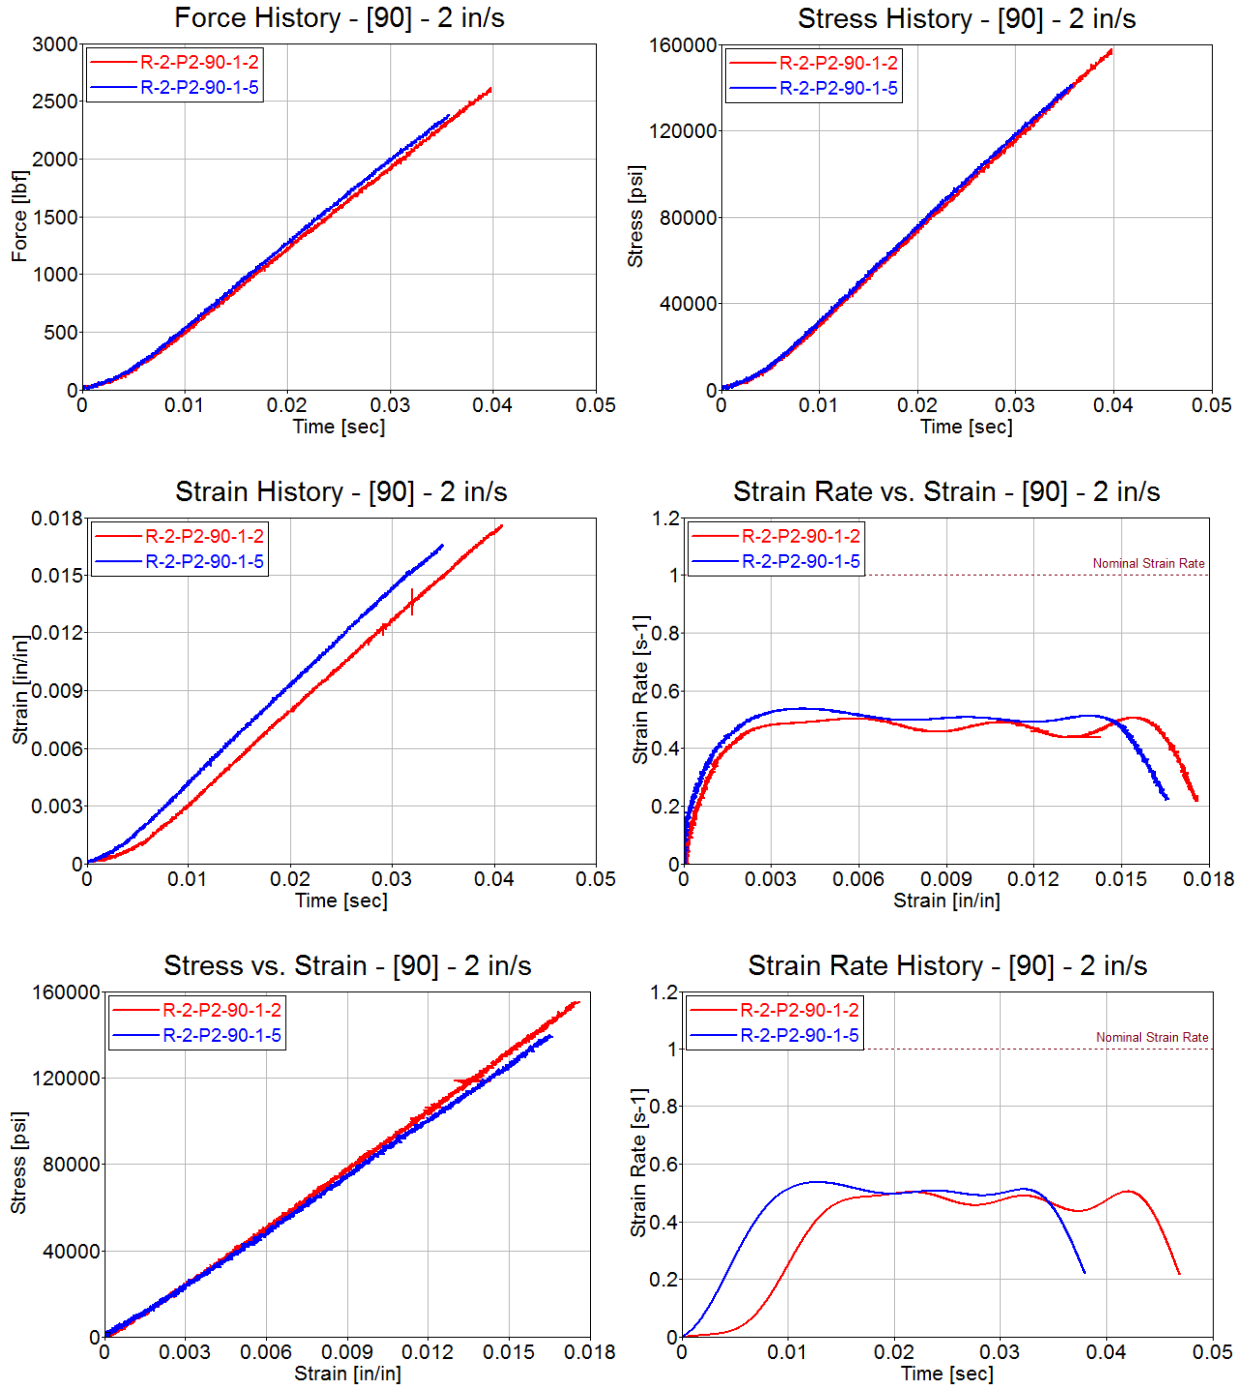 Force History - [90] - 2 in/s
3000
2500
2000
1500
1000
500
0
R-2-P2-90-1-2
R-2-P2-90-1-5
Force [lbf]
0 0.01 0.02 0.03 0.04 0.05
Time [sec]
Stress History - [90] - 2 in/s
160000
120000
80000
40000
0
R-2-P2-90-1-2
R-2-P2-90-1-5
Stress [psi]
0 0.01 0.02 0.03 0.04 0.05
Time [sec]
Strain History - [90] - 2 in/s
0.018
0.015
0.012
0.009
0.006
0.003
0
R-2-P2-90-1-2
R-2-P2-90-1-5
Strain [in/in]
0 0.01 0.02 0.03 0.04 0.05
Time [sec]
Strain Rate vs. Strain - [90] - 2 in/s
1.2
1
0.8
0.6
0.4
0.2
0
R-2-P2-90-1-2
R-2-P2-90-1-5
Nominal Strain Rate
Strain Rate [s-1]
0 0.003 0.006 0.009 0.012 0.015 0.018
Strain [in/in]
Stress vs. Strain - [90] - 2 in/s
160000
120000
80000
40000
0
R-2-P2-90-1-2
R-2-P2-90-1-5
Stress [psi]
0 0.003 0.006 0.009 0.012 0.015 0.018
Strain [in/in]
Strain Rate History - [90] - 2 in/s
1.2
1
0.8
0.6
0.4
0.2
0
R-2-P2-90-1-2
R-2-P2-90-1-5
Nominal Strain Rate
Strain Rate [s-1]
0 0.01 0.02 0.03 0.04 0.05
Time [sec]